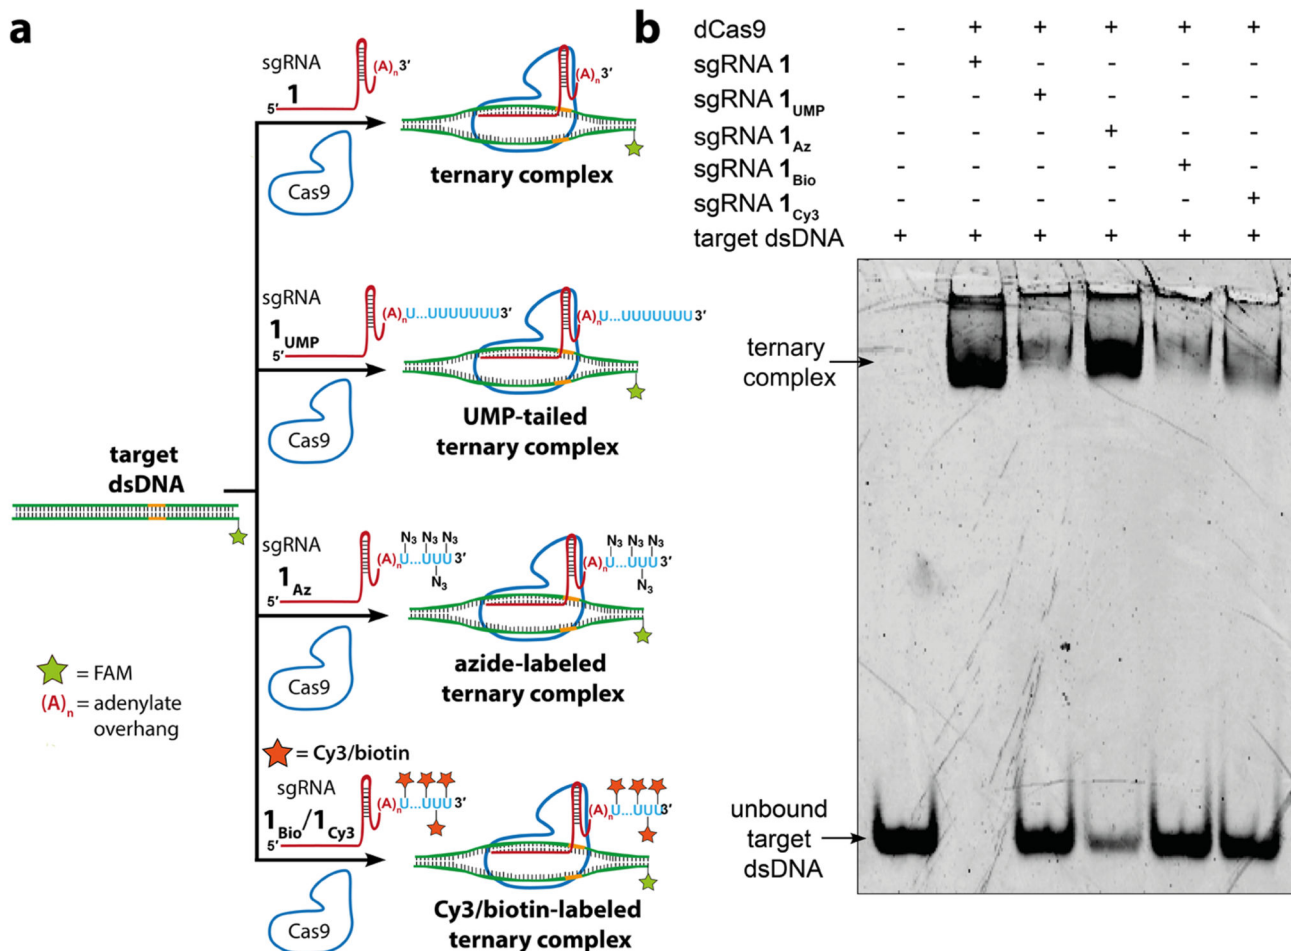 a
sgRNA
1
(A)n 3′
5′
Cas9
(A)n 3′
ternary complex
sgRNA
1UMP
(A)nU...UUUUUUU3′
5′
Cas9
(A)nU...UUUUUUU3′
UMP-tailed
ternary complex
target
dsDNA
sgRNA
1Az
N3 N3 N3
(A)nU...UUU3′
N3
5′
Cas9
N3 N3 N3
(A)nU...UUU3′
N3
azide-labeled
ternary complex
= FAM
(A)n = adenylate
overhang
= Cy3/biotin
sgRNA
1Bio/1Cy3
(A)nU...UUU3′
5′
Cas9
(A)nU...UUU3′
Cy3/biotin-labeled
ternary complex
b
dCas9 - + + + + +
sgRNA 1 - + - - - -
sgRNA 1UMP - - + - - -
sgRNA 1Az - - - + - -
sgRNA 1Bio - - - - + -
sgRNA 1Cy3 - - - - - +
target dsDNA + + + + + +
ternary
complex
unbound
target
dsDNA